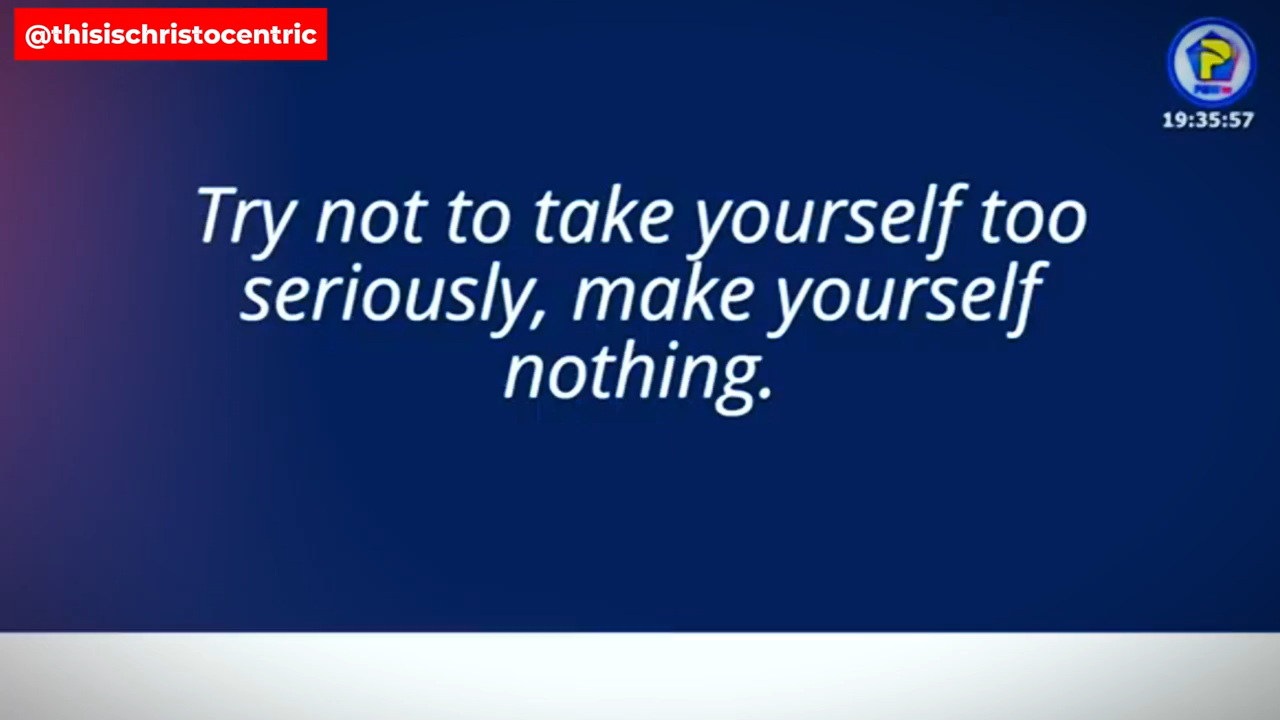 @thisischristocentric
P
19:35:57
Try not to take yourself too
seriously, make yourself
nothing.